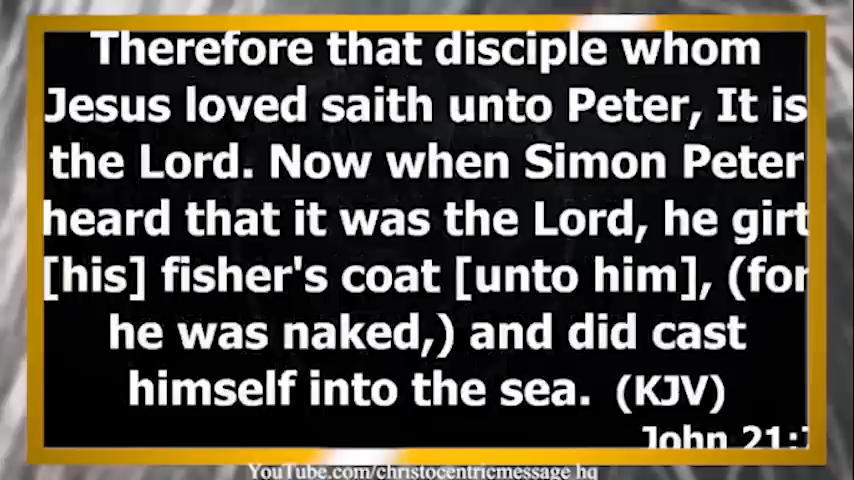 Therefore that disciple whom
Jesus loved saith unto Peter, It is
the Lord. Now when Simon Peter
heard that it was the Lord, he girt
[his] fisher's coat [unto him], (for
he was naked,) and did cast
himself into the sea. (KJV)
John 21:7
YouTube.com/christocentricmessage hq